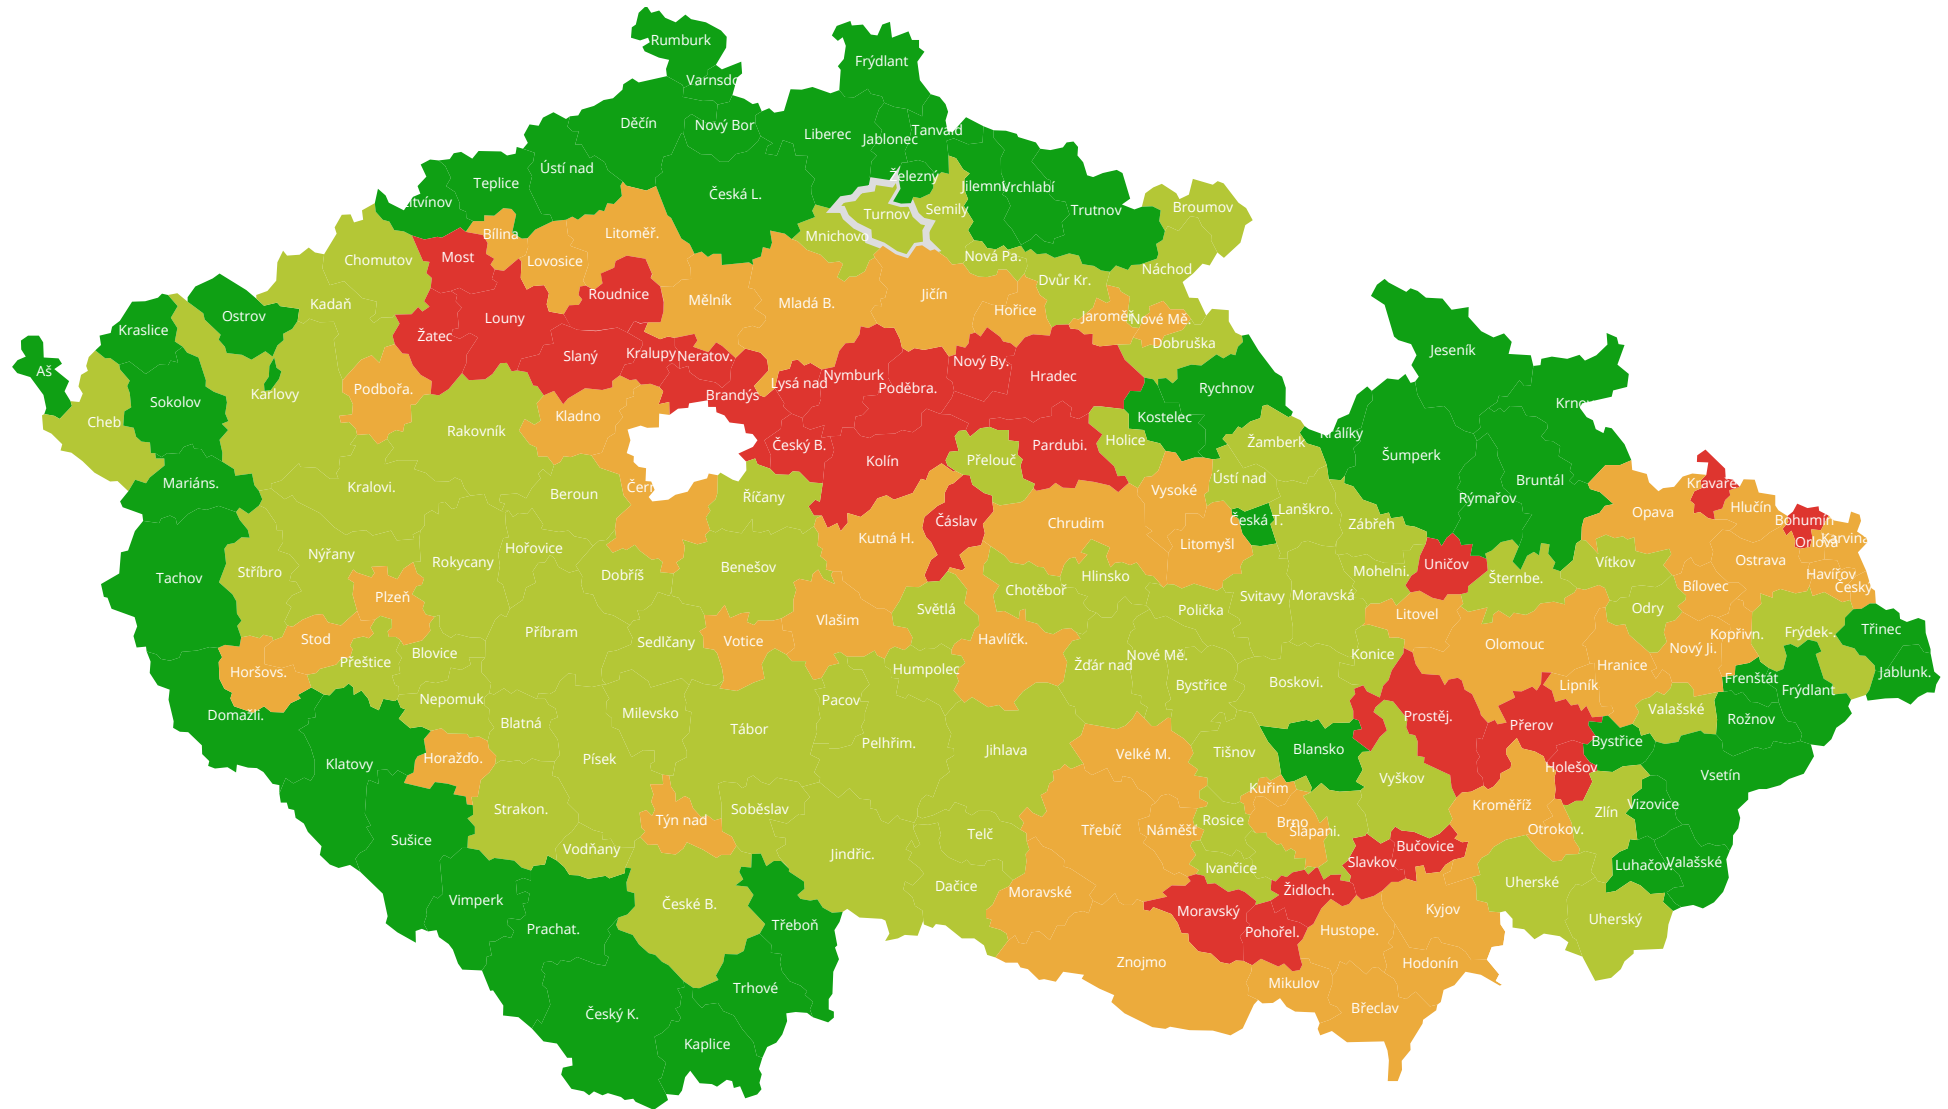 Rumburk
Frýdlant
Varnsdo
Děčín
Nový Bor
Liberec
Jablonec
Tanvald
Ústí nad
Teplice
Železný
Česká L.
Jilemni
Vrchlabí
Litvínov
Turnov
Semily
Trutnov
Broumov
Bílina
Litoměř.
Mnichovo
Most
Lovosice
Chomutov
Nová Pa.
Náchod
Dvůr Kr.
Roudnice
Mělník
Mladá B.
Jičín
Kadaň
Hořice
Ostrov
Louny
Jaroměř
Nové Mě.
Kraslice
Žatec
Dobruška
Slaný
Kralupy
Neratov.
Nový By.
Jeseník
Aš
Nymburk
Hradec
Lysá nad
Podbořa.
Poděbra.
Rychnov
Karlovy
Brandýs
Sokolov
Krnov
Kladno
Kostelec
Cheb
Rakovník
Králíky
Český B.
Pardubi.
Holice
Žamberk
Kolín
Přelouč
Šumperk
Mariáns.
Kralovi.
Beroun
Čern
Říčany
Vysoké
Ústí nad
Bruntál
Kravaře
Rýmařov
Čáslav
Chrudim
Česká T.
Lanškro.
Zábřeh
Opava
Hlučín
Bohumín
Kutná H.
Karviná
Orlová
Hořovice
Litomyšl
Nýřany
Rokycany
Ostrava
Uničov
Vítkov
Stříbro
Tachov
Dobříš
Benešov
Hlinsko
Mohelni.
Šternbe.
Havířov
Chotěboř
Bílovec
Český
Plzeň
Svitavy
Moravská
Světlá
Polička
Odry
Vlašim
Litovel
Třinec
Příbram
Stod
Sedlčany
Votice
Havlíčk.
Olomouc
Kopřivn.
Frýdek-.
Blovice
Nové Mě.
Konice
Nový Ji.
Přeštice
Žďár nad
Hranice
Horšovs.
Humpolec
Jablunk.
Bystřice
Boskovi.
Lipník
Frenštát
Frýdlant
Nepomuk
Pacov
Valašské
Domažli.
Milevsko
Prostěj.
Rožnov
Blatná
Tábor
Přerov
Pelhřim.
Jihlava
Velké M.
Tišnov
Blansko
Bystřice
Horažďo.
Písek
Klatovy
Holešov
Vyškov
Vsetín
Kuřim
Strakon.
Soběslav
Kroměříž
Vizovice
Zlín
Týn nad
Rosice
Brno
Telč
Třebíč
Náměšť
Šlapani.
Otrokov.
Sušice
Vodňany
Jindřic.
Bučovice
Slavkov
Valašské
Luhačov.
Ivančice
Dačice
Moravské
Židloch.
Uherské
Vimperk
České B.
Moravský
Kyjov
Uherský
Třeboň
Prachat.
Pohořel.
Hustope.
Znojmo
Hodonín
Mikulov
Trhové
Břeclav
Český K.
Kaplice